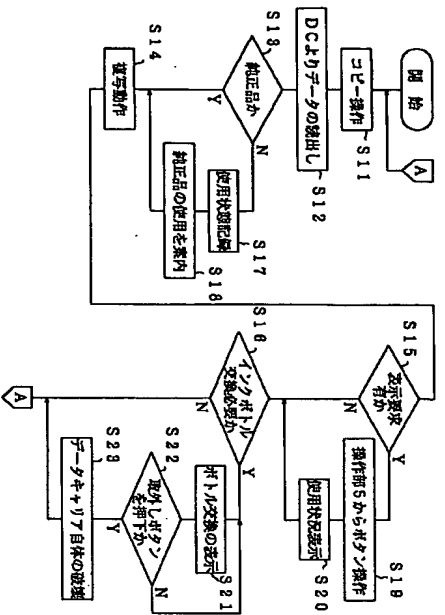 開始
A
コピー操作
S11
DCよりデータの読出し
S12
純正品か
S13
Y
N
複写動作
S14
使用状態記録
S17
純正品の使用を案内
S18
表示要求
有か
S15
Y
N
操作部5からボタン操作
S19
使用状況表示
S20
インクボトル
交換必要か
S16
Y
N
ボトル交換の表示
S21
取外しボタン
を押下か
S22
Y
N
データキャリア自体の破壊
S23
A